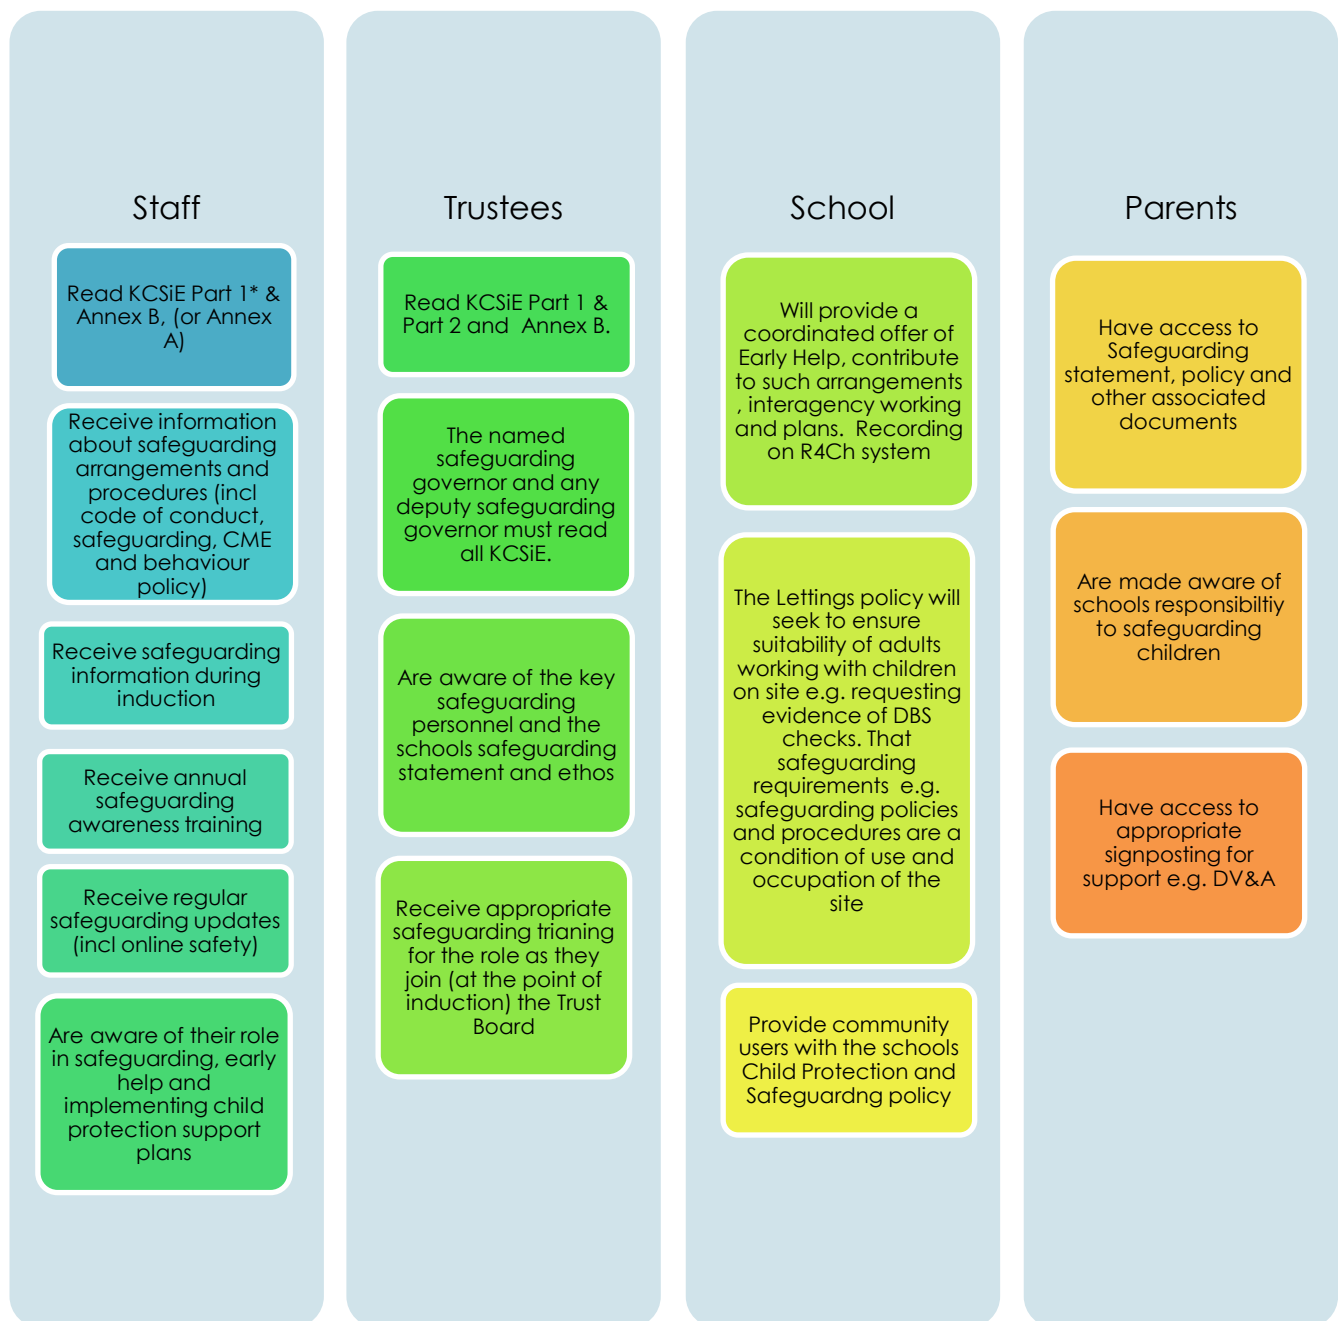 Staff
Read KCSiE Part 1* &
Annex B, (or Annex
A)
Receive information
about safeguarding
arrangements and
procedures (incl
code of conduct,
safeguarding, CME
and behaviour
policy)
Receive safeguarding
information during
induction
Receive annual
safeguarding
awareness training
Receive regular
safeguarding updates
(incl online safety)
Are aware of their role
in safeguarding, early
help and
implementing child
protection support
plans
Trustees
Read KCSiE Part 1 &
Part 2 and Annex B.
The named
safeguarding
governor and any
deputy safeguarding
governor must read
all KCSiE.
Are aware of the key
safeguarding
personnel and the
schools safeguarding
statement and ethos
Receive appropriate
safeguarding trianing
for the role as they
join (at the point of
induction) the Trust
Board
School
Will provide a
coordinated offer of
Early Help, contribute
to such arrangements
, interagency working
and plans. Recording
on R4Ch system
The Lettings policy will
seek to ensure
suitability of adults
working with children
on site e.g. requesting
evidence of DBS
checks. That
safeguarding
requirements e.g.
safeguarding policies
and procedures are a
condition of use and
occupation of the
site
Provide community
users with the schools
Child Protection and
Safeguardng policy
Parents
Have access to
Safeguarding
statement, policy and
other associated
documents
Are made aware of
schools responsibiltiy
to safeguarding
children
Have access to
appropriate
signposting for
support e.g. DV&A